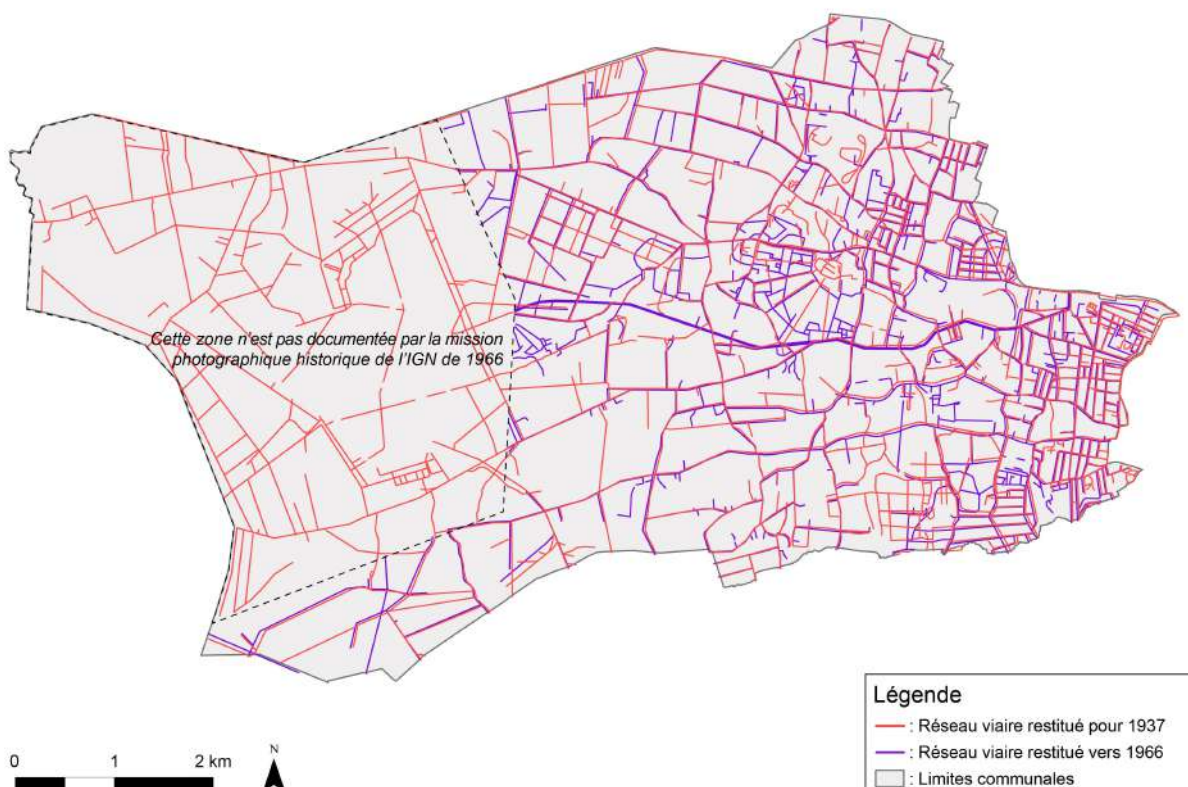 Cette zone n'est pas documentée par la mission
photographique historique de l'IGN de 1966
Légende
: Réseau viaire restitué pour 1937
: Réseau viaire restitué vers 1966
: Limites communales
0 1 2 km
N